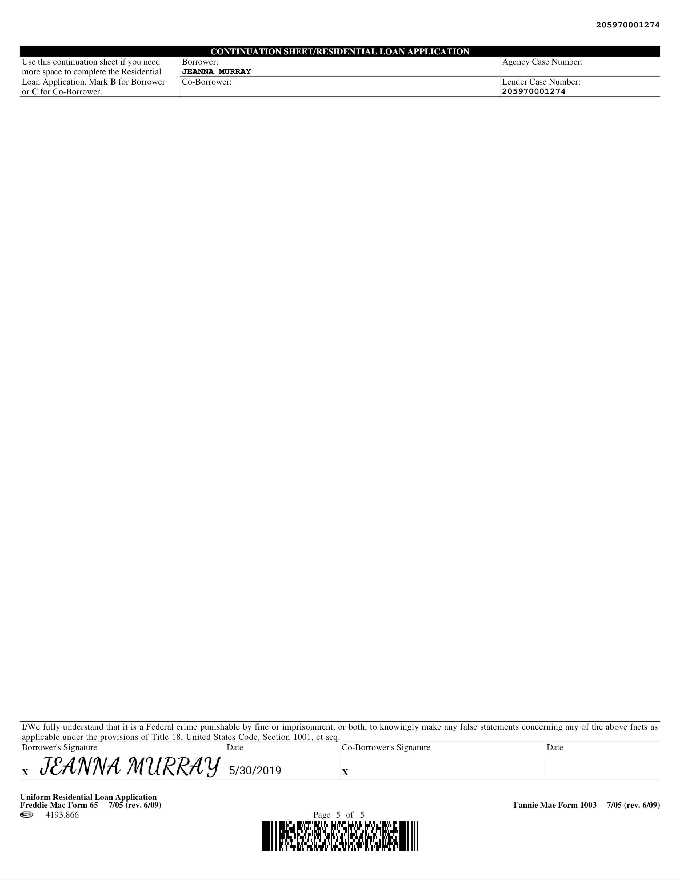 205970001274
CONTINUATION SHEET/RESIDENTIAL LOAN APPLICATION
Use this continuation sheet if you need
more space to complete the Residential
Loan Application. Mark B for Borrower
or C for Co-Borrower.
Borrower:
JEANNA MURRAY
Co-Borrower:
Agency Case Number:
Lender Case Number:
205970001274
I/We fully understand that it is a Federal crime punishable by fine or imprisonment, or both, to knowingly make any false statements concerning any of the above facts as
applicable under the provisions of Title 18, United States Code, Section 1001, et seq.
Borrower's Signature Date Co-Borrower's Signature Date
X JEANNA MURRAY 5/30/2019 X
Uniform Residential Loan Application
Freddie Mac Form 65 7/05 (rev. 6/09) Fannie Mae Form 1003 7/05 (rev. 6/09)
4193.866 Page 5 of 5